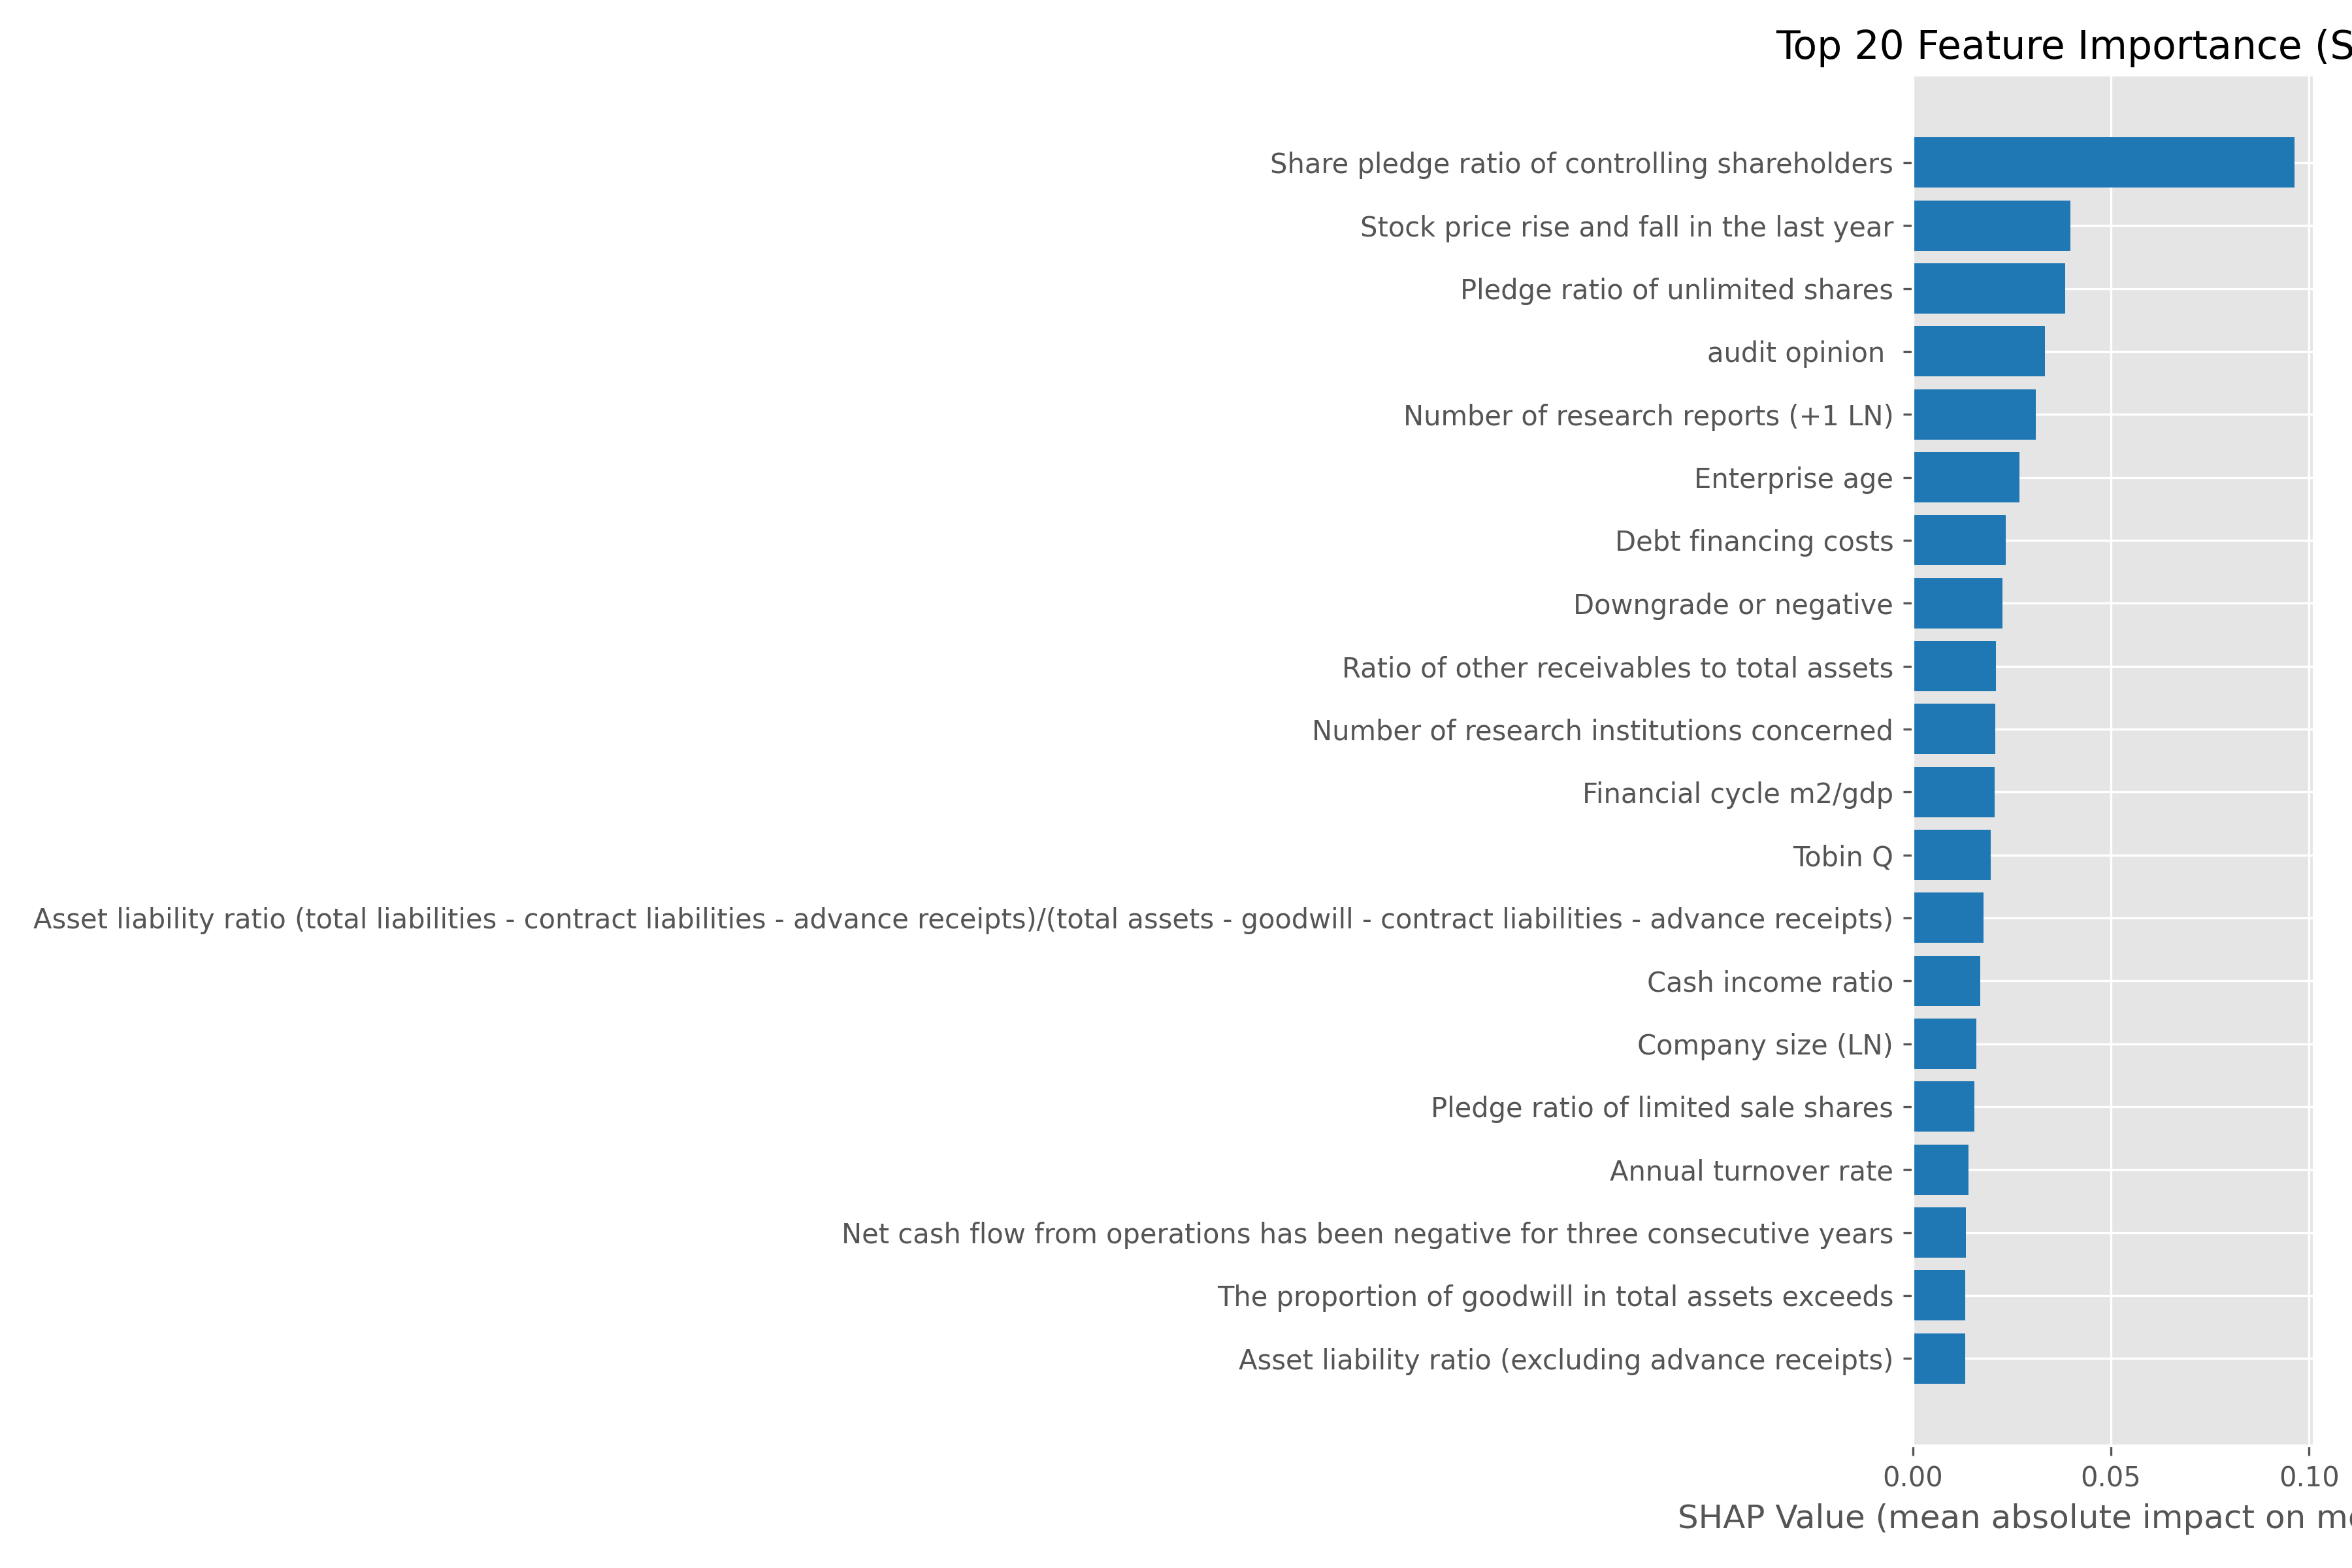 Top 20 Feature Importance (S
Share pledge ratio of controlling shareholders
Stock price rise and fall in the last year
Pledge ratio of unlimited shares
audit opinion
Number of research reports (+1 LN)
Enterprise age
Debt financing costs
Downgrade or negative
Ratio of other receivables to total assets
Number of research institutions concerned
Financial cycle m2/gdp
Tobin Q
Asset liability ratio (total liabilities - contract liabilities - advance receipts)/(total assets - goodwill - contract liabilities - advance receipts)
Cash income ratio
Company size (LN)
Pledge ratio of limited sale shares
Annual turnover rate
Net cash flow from operations has been negative for three consecutive years
The proportion of goodwill in total assets exceeds
Asset liability ratio (excluding advance receipts)
0.00 0.05 0.10
SHAP Value (mean absolute impact on m